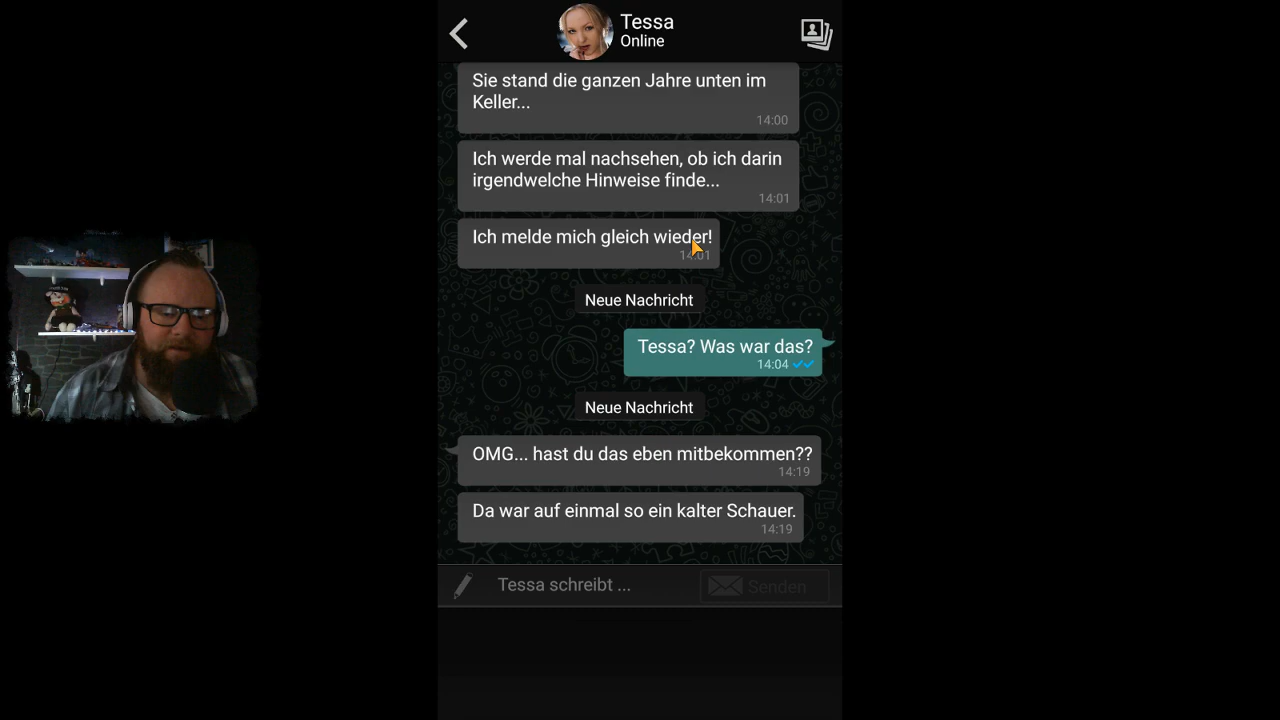 Tessa
Online
Sie stand die ganzen Jahre unten im
Keller...
14:00
Ich werde mal nachsehen, ob ich darin
irgendwelche Hinweise finde...
14:01
Ich melde mich gleich wieder!
14:01
Neue Nachricht
Tessa? Was war das?
14:04
Neue Nachricht
OMG... hast du das eben mitbekommen??
14:19
Da war auf einmal so ein kalter Schauer.
14:19
Tessa schreibt ...
Senden